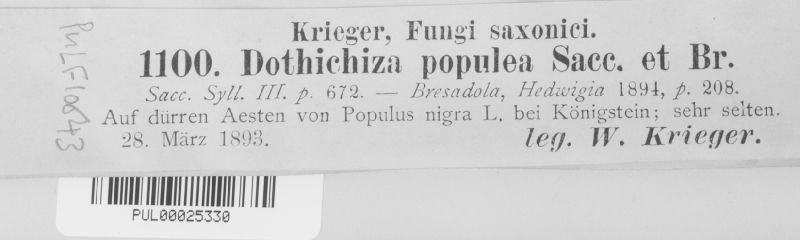 Krieger, Fungi saxonici.
1100. Dothichiza populea Sacc. et Br.
Sacc. Syll. III. p. 672. — Bresadola, Hedwigia 1894, p. 208.
Auf dürren Aesten von Populus nigra L. bei Königstein; sehr selten.
28. März 1893. leg. W. Krieger.
PUL00025330